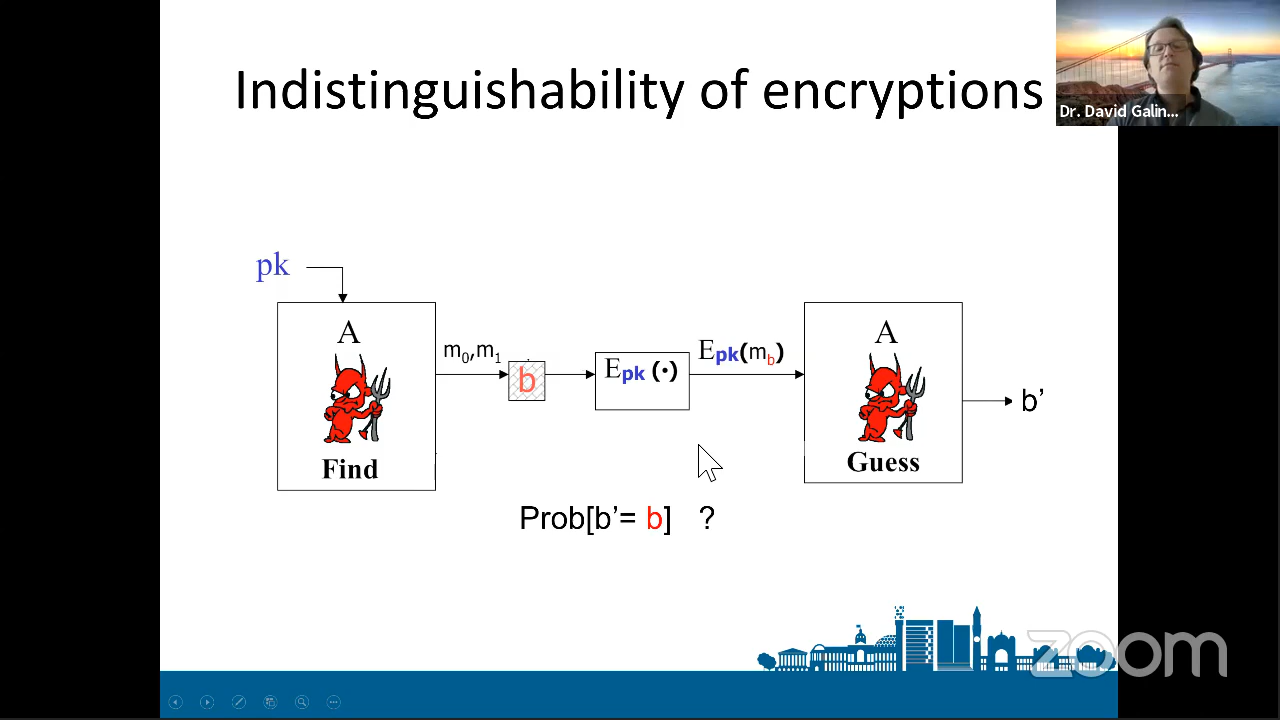 Indistinguishability of encryptions
Dr. David Galin...
pk
A
Find
m0,m1
b
Epk (·)
Epk(mb)
A
Guess
b’
Prob[b’= b] ?
zoom